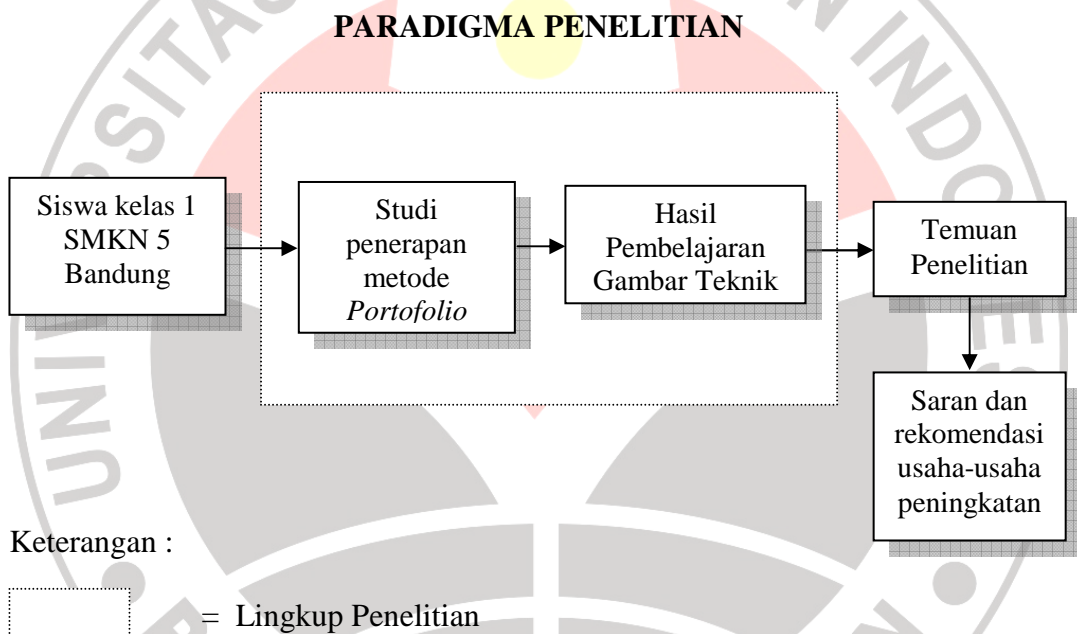 PARADIGMA PENELITIAN
Siswa kelas 1
SMKN 5
Bandung
Studi
penerapan
metode
Portofolio
Hasil
Pembelajaran
Gambar Teknik
Temuan
Penelitian
Saran dan
rekomendasi
usaha-usaha
peningkatan
Keterangan :
= Lingkup Penelitian